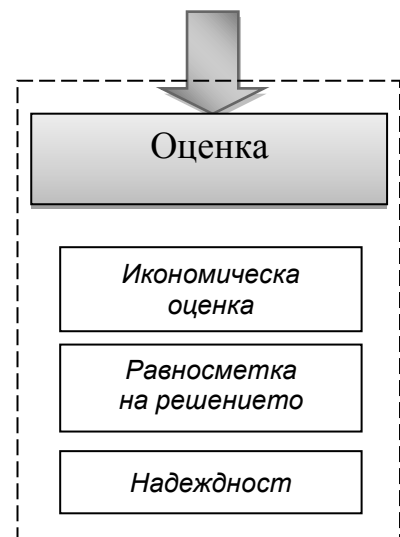 Оценка
Икономическа
оценка
Равносметка
на решението
Надеждност